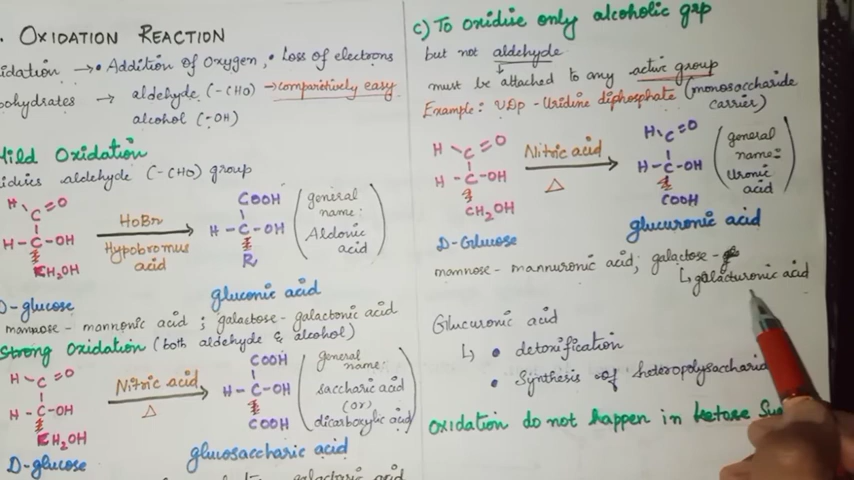 . OXIDATION REACTION
idation → • Addition of Oxygen, • Loss of electrons
bohydrates → aldehyde (-CHO) → comparitively easy
alcohol (-OH)
Mild Oxidation
idises aldehyde (-CHO) group
H C=O
H-C-OH
CH2OH
HOBr
Hypobromus
acid
COOH
H-C-OH
R
(general
name:
Aldonic
acid)
D-glucose
gluconic acid
mannose - mannonic acid ; galactose - galactonic acid
Strong Oxidation (both aldehyde & alcohol)
H C=O
H-C-OH
CH2OH
Nitric acid
△
COOH
H-C-OH
COOH
(general
name:
saccharic acid
(or)
dicarboxylic acid)
D-glucose
glucosaccharic acid
galactaric acid
c) To oxidise only alcoholic grp
but not aldehyde
must be attached to any active group
Example: UDP - Uridine diphosphate (monosaccharide
carrier)
H C=O
H-C-OH
CH2OH
Nitric acid
△
H C=O
H-C-OH
COOH
(general
name:
Uronic
acid)
D-Glucose
glucuronic acid
mannose - mannuronic acid; galactose -
↳ galacturonic acid
Glucuronic acid
↳ • detoxification
• Synthesis of heteropolysaccharid
Oxidation do not happen in ketose Su